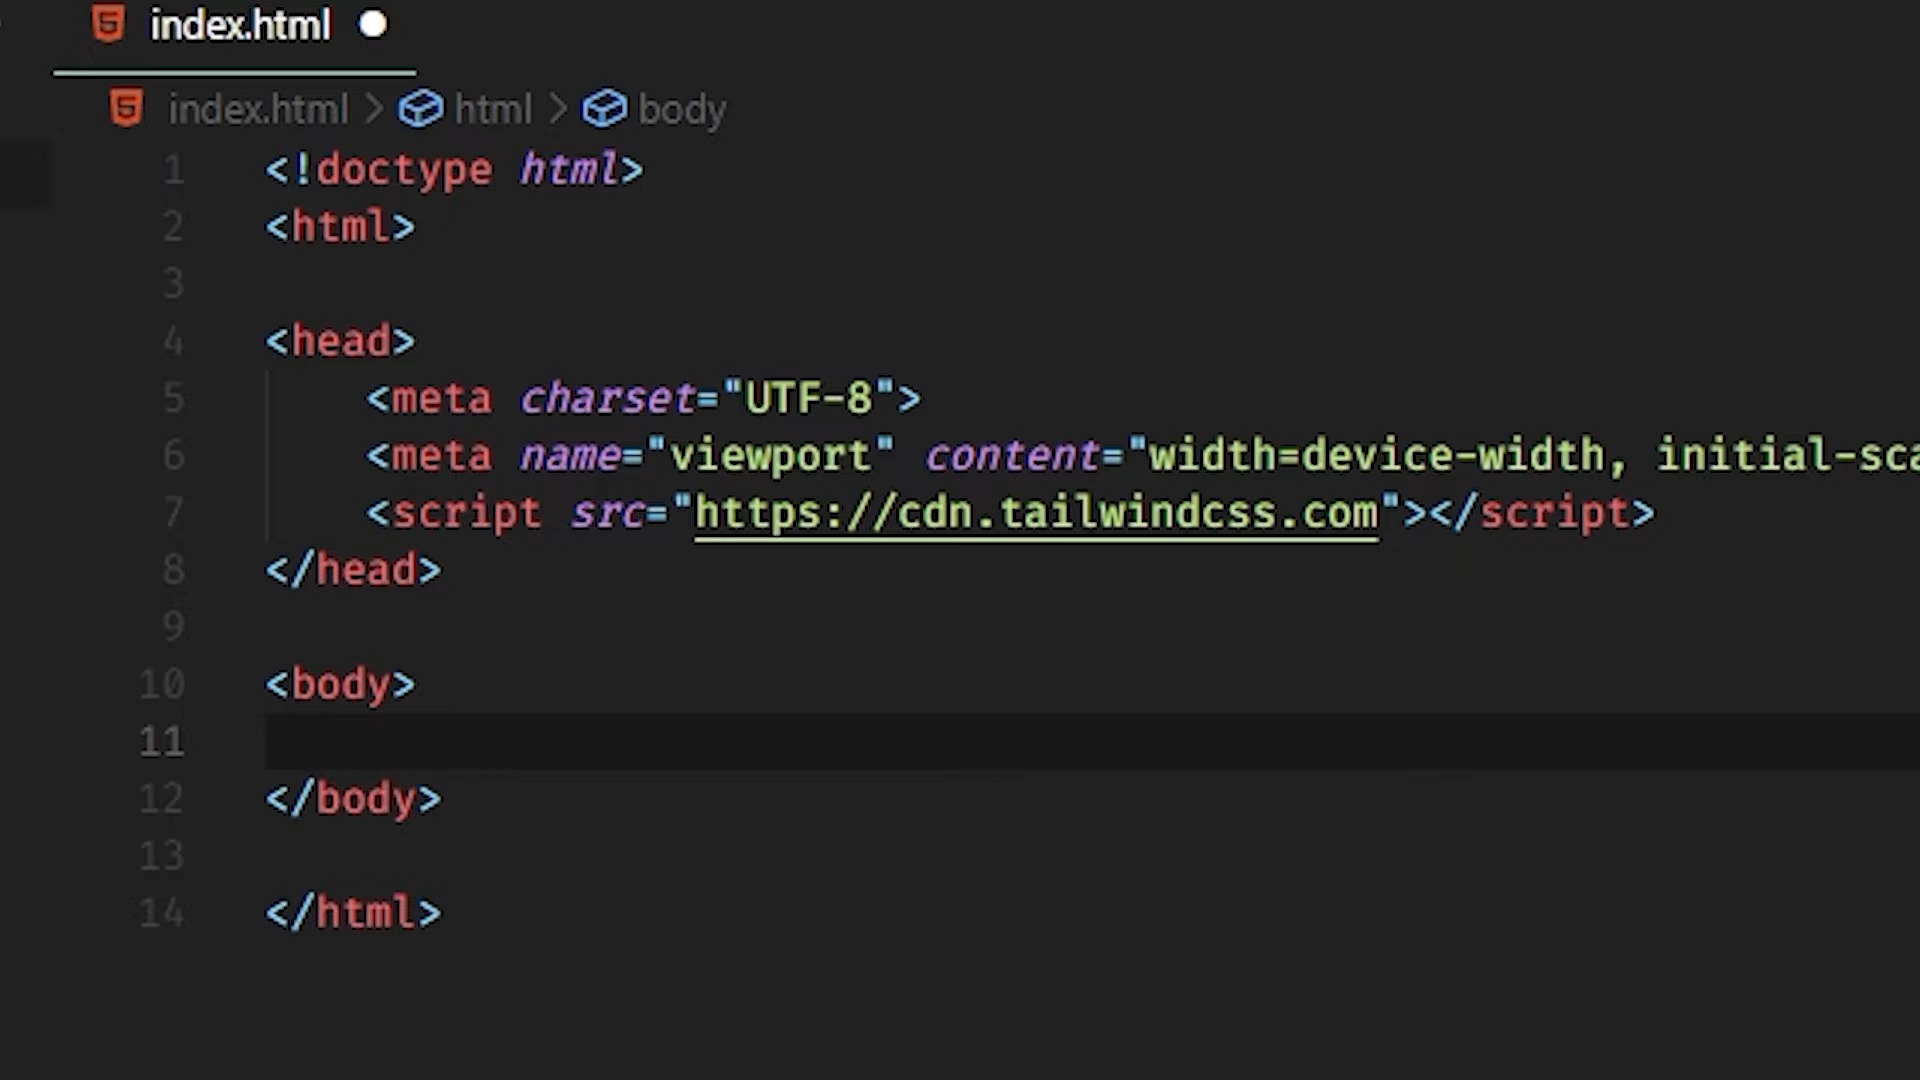 index.html
index.html > html > body
1 <!doctype html>
2 <html>
3
4 <head>
5 <meta charset="UTF-8">
6 <meta name="viewport" content="width=device-width, initial-sca
7 <script src="https://cdn.tailwindcss.com"></script>
8 </head>
9
10 <body>
11
12 </body>
13
14 </html>